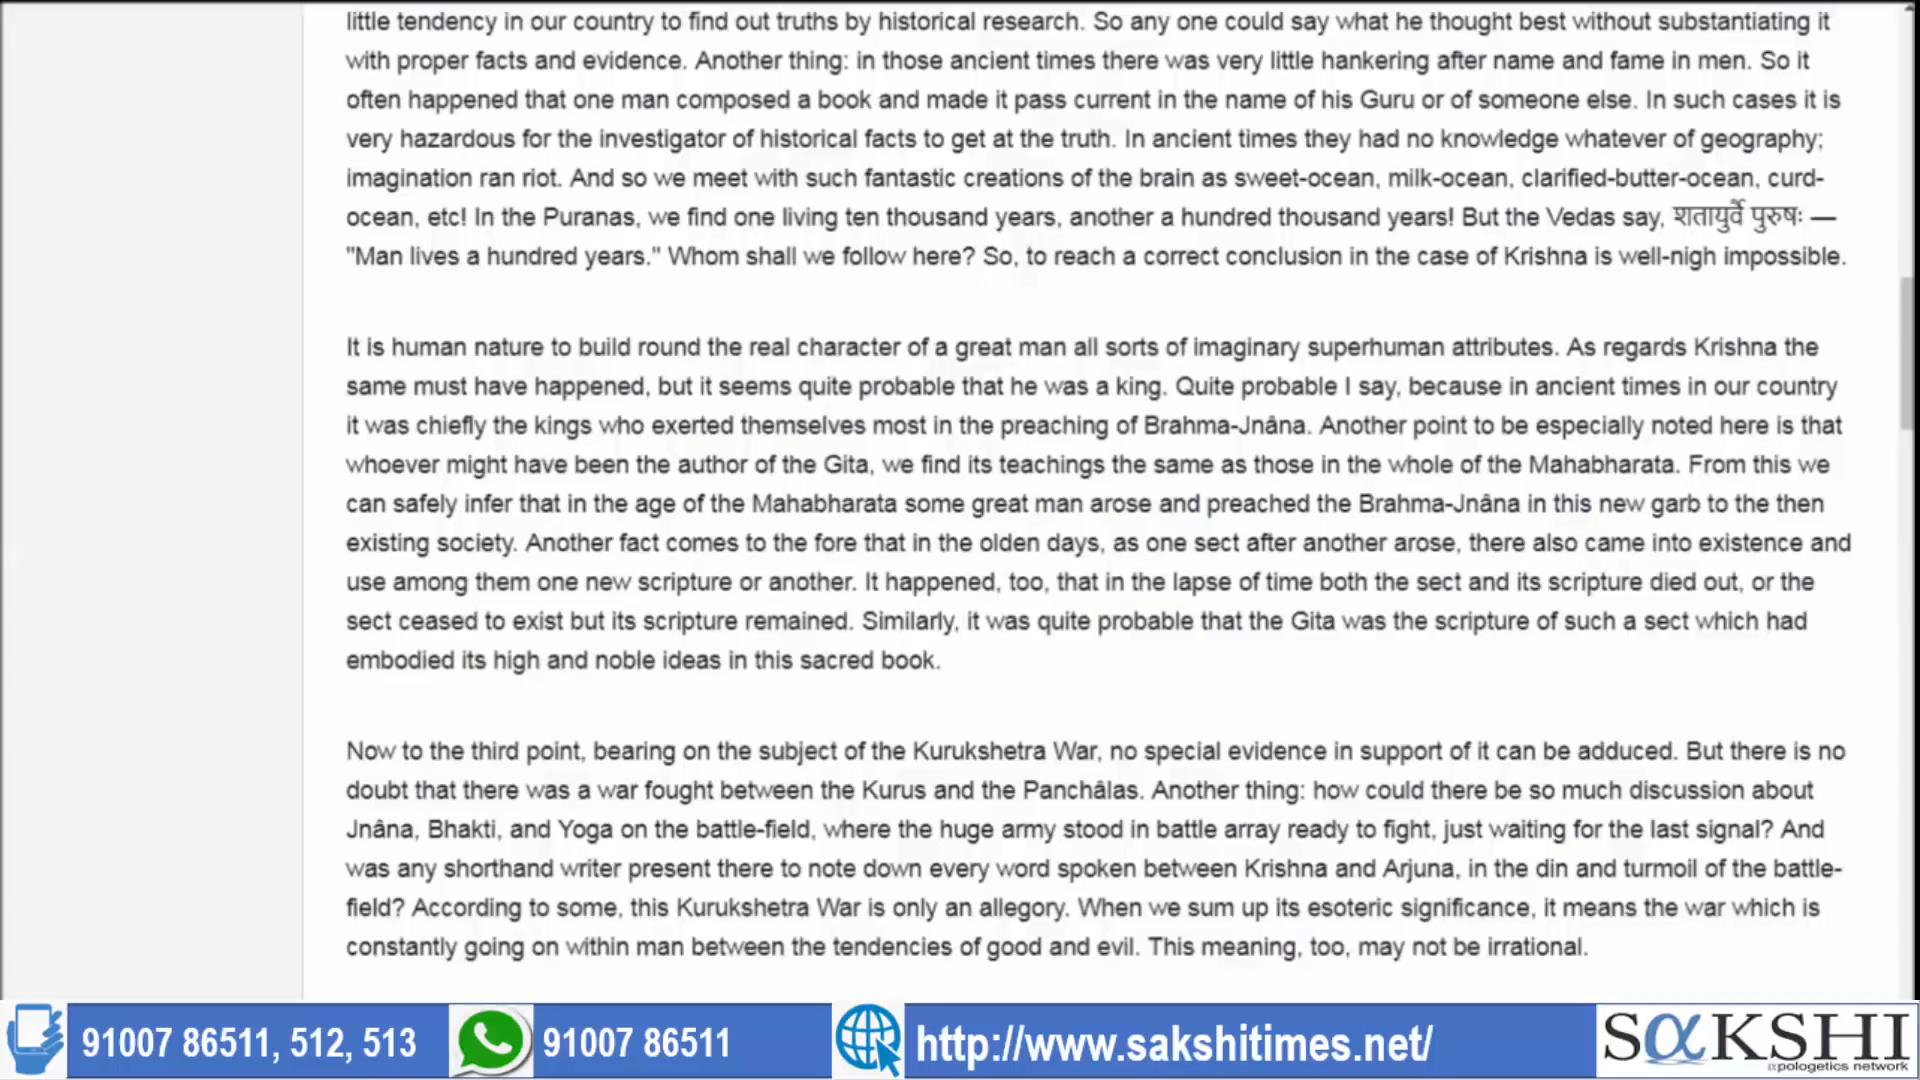 little tendency in our country to find out truths by historical research. So any one could say what he thought best without substantiating it
with proper facts and evidence. Another thing: in those ancient times there was very little hankering after name and fame in men. So it
often happened that one man composed a book and made it pass current in the name of his Guru or of someone else. In such cases it is
very hazardous for the investigator of historical facts to get at the truth. In ancient times they had no knowledge whatever of geography;
imagination ran riot. And so we meet with such fantastic creations of the brain as sweet-ocean, milk-ocean, clarified-butter-ocean, curd-
ocean, etc! In the Puranas, we find one living ten thousand years, another a hundred thousand years! But the Vedas say, शतायुर्वै पुरुषः —
"Man lives a hundred years." Whom shall we follow here? So, to reach a correct conclusion in the case of Krishna is well-nigh impossible.
It is human nature to build round the real character of a great man all sorts of imaginary superhuman attributes. As regards Krishna the
same must have happened, but it seems quite probable that he was a king. Quite probable I say, because in ancient times in our country
it was chiefly the kings who exerted themselves most in the preaching of Brahma-Jnâna. Another point to be especially noted here is that
whoever might have been the author of the Gita, we find its teachings the same as those in the whole of the Mahabharata. From this we
can safely infer that in the age of the Mahabharata some great man arose and preached the Brahma-Jnâna in this new garb to the then
existing society. Another fact comes to the fore that in the olden days, as one sect after another arose, there also came into existence and
use among them one new scripture or another. It happened, too, that in the lapse of time both the sect and its scripture died out, or the
sect ceased to exist but its scripture remained. Similarly, it was quite probable that the Gita was the scripture of such a sect which had
embodied its high and noble ideas in this sacred book.
Now to the third point, bearing on the subject of the Kurukshetra War, no special evidence in support of it can be adduced. But there is no
doubt that there was a war fought between the Kurus and the Panchâlas. Another thing: how could there be so much discussion about
Jnâna, Bhakti, and Yoga on the battle-field, where the huge army stood in battle array ready to fight, just waiting for the last signal? And
was any shorthand writer present there to note down every word spoken between Krishna and Arjuna, in the din and turmoil of the battle-
field? According to some, this Kurukshetra War is only an allegory. When we sum up its esoteric significance, it means the war which is
constantly going on within man between the tendencies of good and evil. This meaning, too, may not be irrational.
91007 86511, 512, 513 91007 86511 http://www.sakshitimes.net/ SαKSHI
αpologetics network